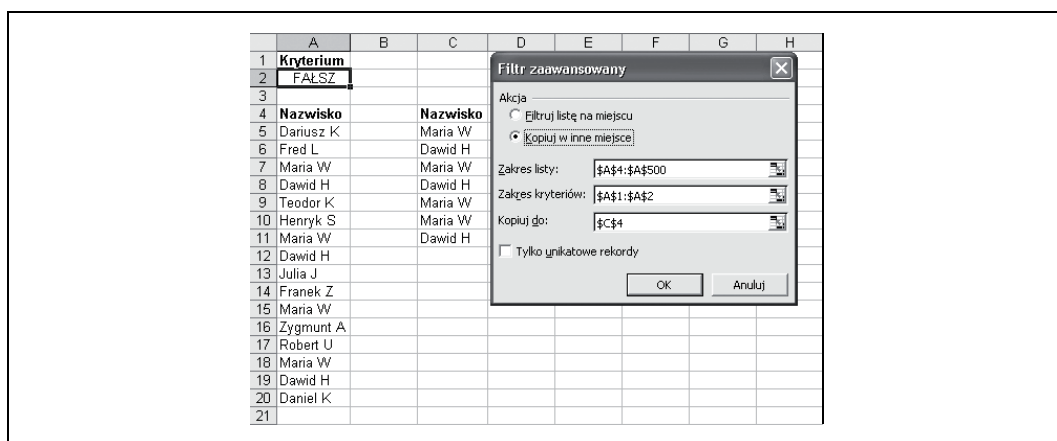 A B C D E F G H
1 Kryterium
2 FAŁSZ
3
4 Nazwisko Nazwisko
5 Dariusz K Maria W
6 Fred L Dawid H
7 Maria W Maria W
8 Dawid H Dawid H
9 Teodor K Maria W
10 Henryk S Maria W
11 Maria W Dawid H
12 Dawid H
13 Julia J
14 Franek Z
15 Maria W
16 Zygmunt A
17 Robert U
18 Maria W
19 Dawid H
20 Daniel K
21
Filtr zaawansowany
Akcja
Filtruj listę na miejscu
Kopiuj w inne miejsce
Zakres listy: $A$4:$A$500
Zakres kryteriów: $A$1:$A$2
Kopiuj do: $C$4
Tylko unikatowe rekordy
OK Anuluj